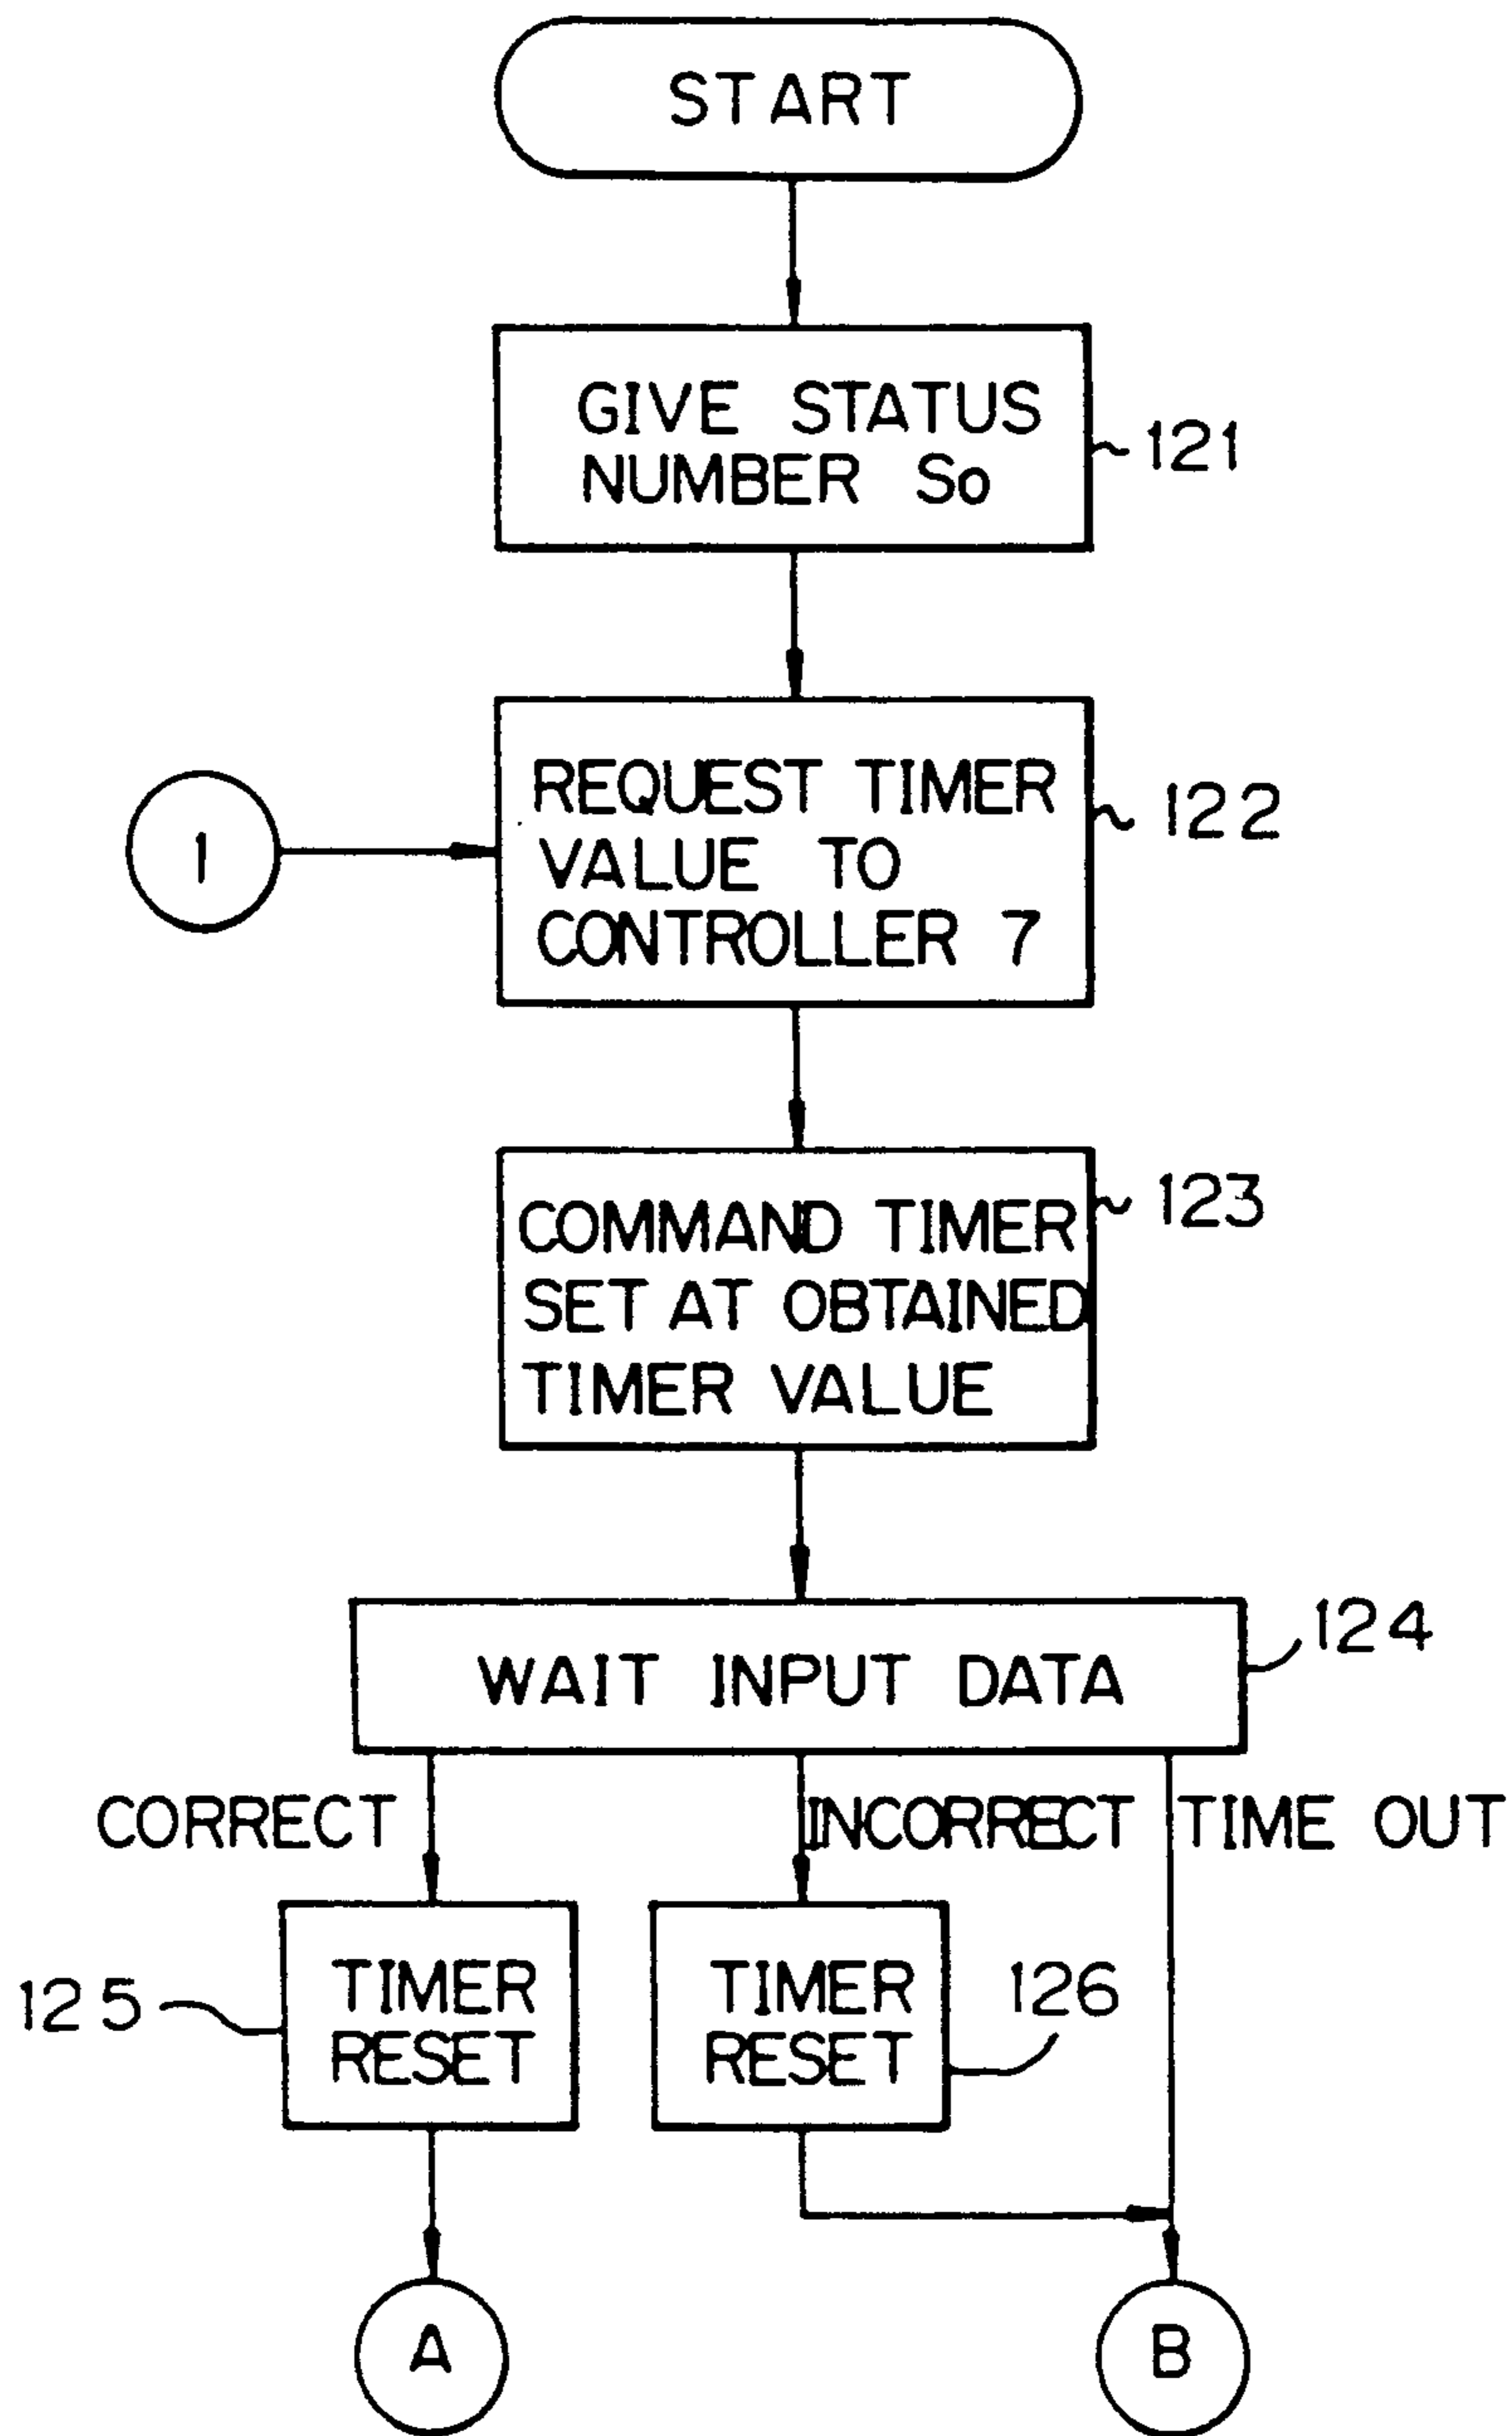 START
GIVE STATUS
NUMBER So
121
1
REQUEST TIMER
VALUE TO
CONTROLLER 7
122
COMMAND TIMER
SET AT OBTAINED
TIMER VALUE
123
WAIT INPUT DATA
124
CORRECT
INCORRECT
TIME OUT
125
TIMER
RESET
TIMER
RESET
126
A
B